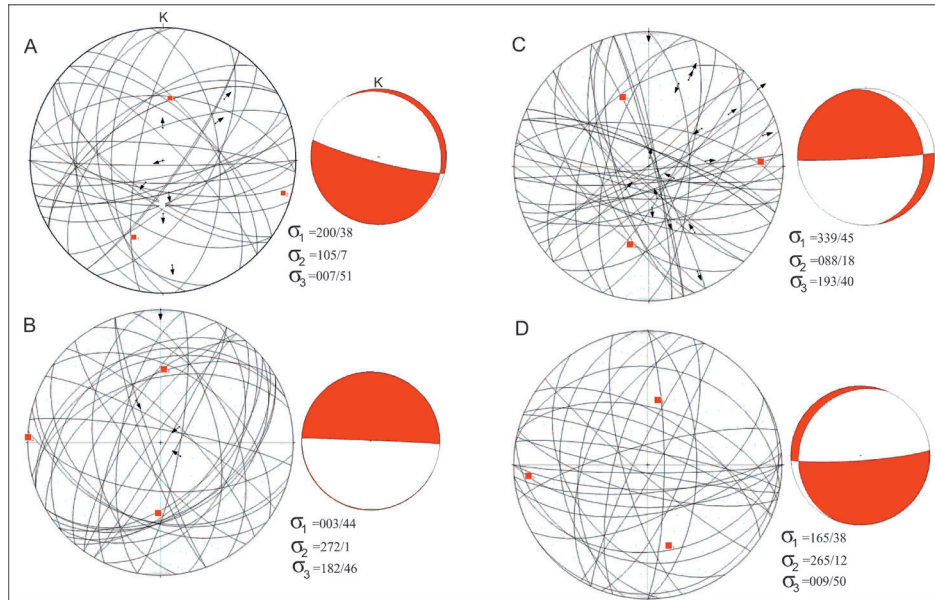 K
A
K
σ1 =200/38
σ2 =105/7
σ3 =007/51
C
σ1 =339/45
σ2 =088/18
σ3 =193/40
B
σ1 =003/44
σ2 =272/1
σ3 =182/46
D
σ1 =165/38
σ2 =265/12
σ3 =009/50